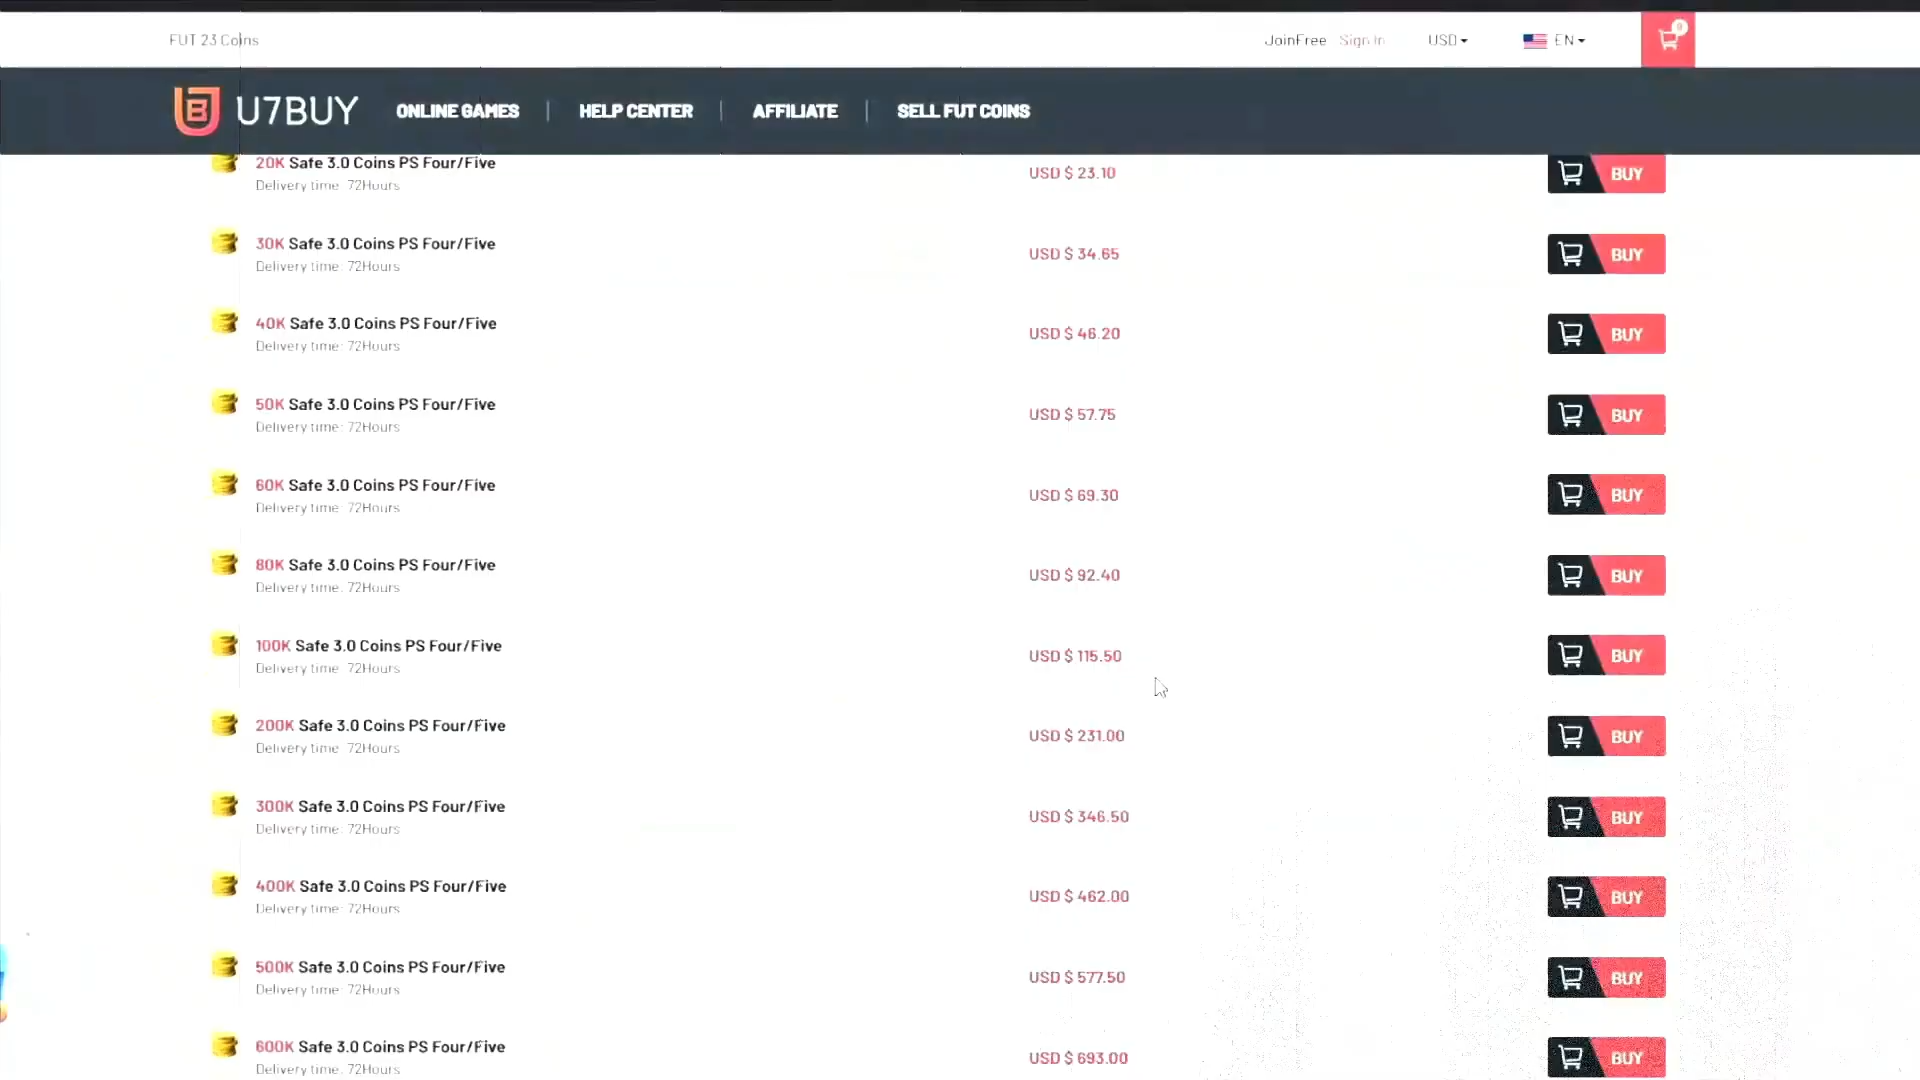 FUT 23 Coins
JoinFree Sign In USD EN 0
U7BUY ONLINE GAMES | HELP CENTER | AFFILIATE | SELL FUT COINS
20K Safe 3.0 Coins PS Four/Five
Delivery time: 72Hours
USD $ 23.10
BUY
30K Safe 3.0 Coins PS Four/Five
Delivery time: 72Hours
USD $ 34.65
BUY
40K Safe 3.0 Coins PS Four/Five
Delivery time: 72Hours
USD $ 46.20
BUY
50K Safe 3.0 Coins PS Four/Five
Delivery time: 72Hours
USD $ 57.75
BUY
60K Safe 3.0 Coins PS Four/Five
Delivery time: 72Hours
USD $ 69.30
BUY
80K Safe 3.0 Coins PS Four/Five
Delivery time: 72Hours
USD $ 92.40
BUY
100K Safe 3.0 Coins PS Four/Five
Delivery time: 72Hours
USD $ 115.50
BUY
200K Safe 3.0 Coins PS Four/Five
Delivery time: 72Hours
USD $ 231.00
BUY
300K Safe 3.0 Coins PS Four/Five
Delivery time: 72Hours
USD $ 346.50
BUY
400K Safe 3.0 Coins PS Four/Five
Delivery time: 72Hours
USD $ 462.00
BUY
500K Safe 3.0 Coins PS Four/Five
Delivery time: 72Hours
USD $ 577.50
BUY
600K Safe 3.0 Coins PS Four/Five
Delivery time: 72Hours
USD $ 693.00
BUY